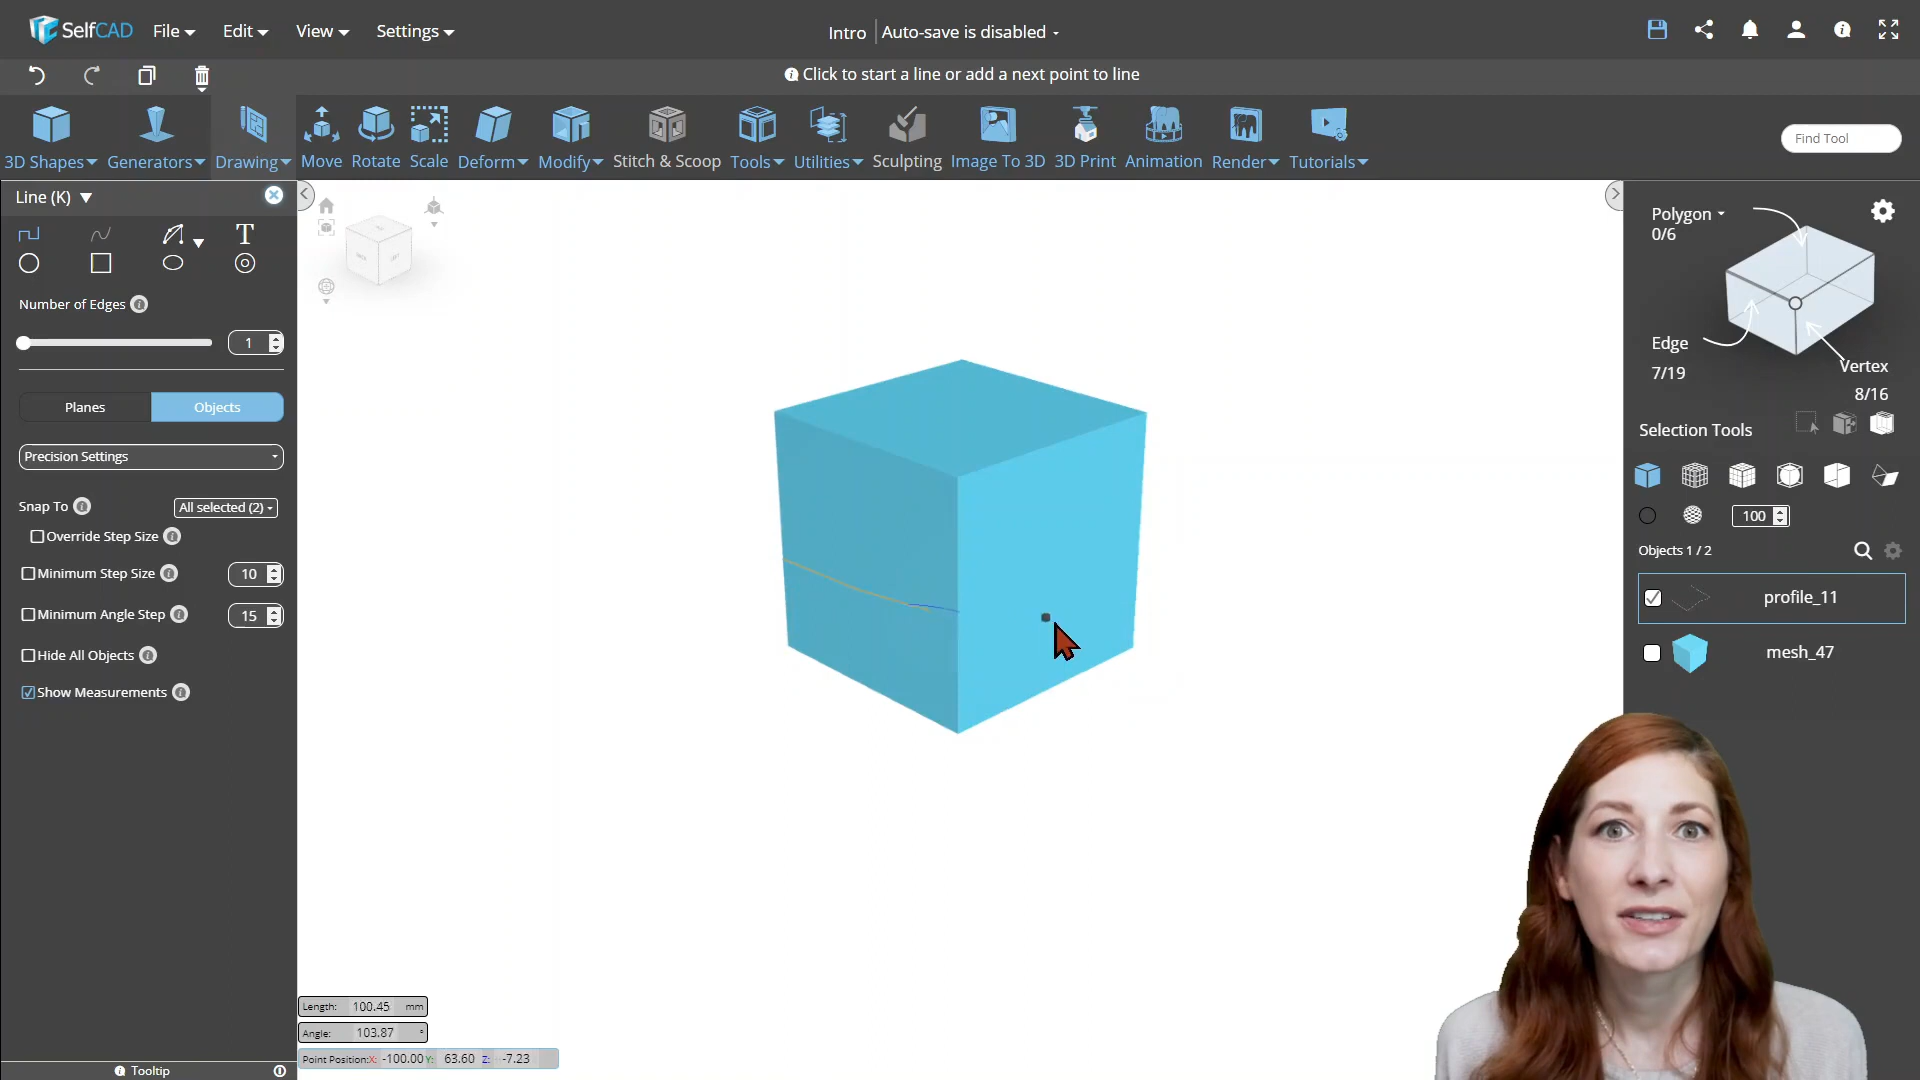 SelfCAD File Edit View Settings Intro Auto-save is disabled
Click to start a line or add a next point to line
3D Shapes Generators Drawing Move Rotate Scale Deform Modify Stitch & Scoop Tools Utilities Sculpting Image To 3D 3D Print Animation Render Tutorials Find Tool
Line (K)
T
Number of Edges
1
Planes Objects
Precision Settings
Snap To All selected (2)
Override Step Size
Minimum Step Size 10
Minimum Angle Step 15
Hide All Objects
Show Measurements
Tooltip
Length: 100.45 mm
Angle: 103.87 °
Point Position: X: -100.00 Y: 63.60 Z: -7.23
Polygon
0/6
Edge
7/19
Vertex
8/16
Selection Tools
100
Objects 1 / 2
profile_11
mesh_47